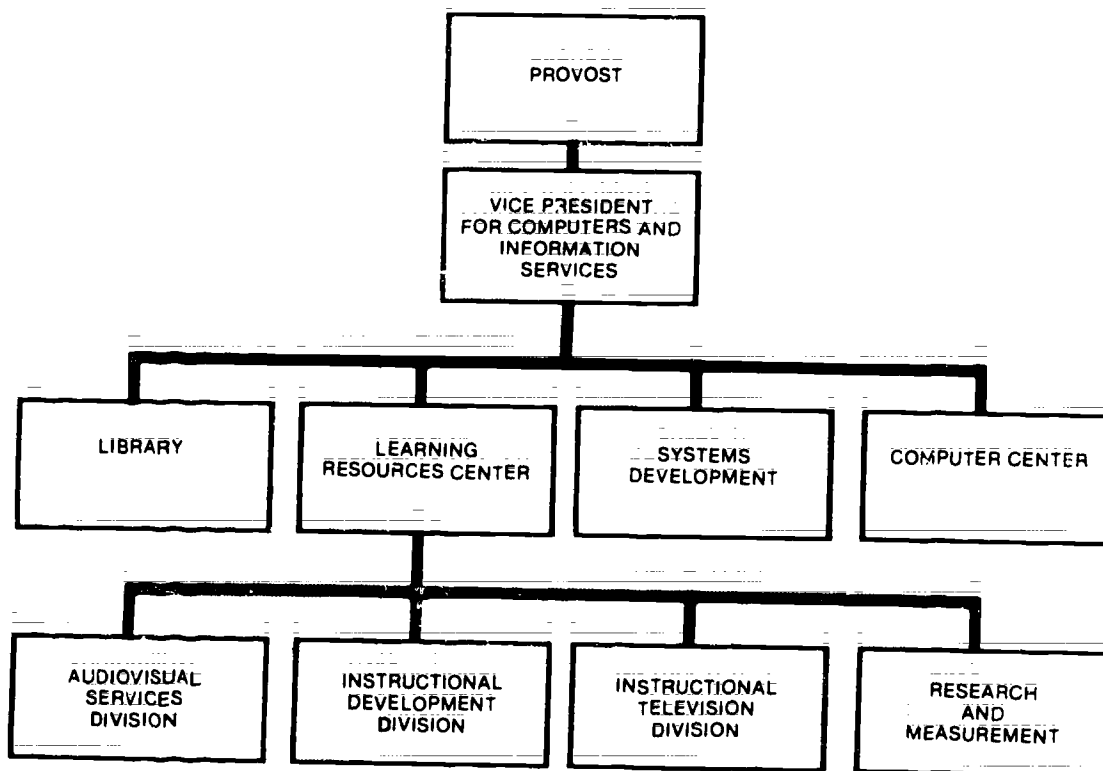 PROVOST
VICE PRESIDENT
FOR COMPUTERS AND
INFORMATION
SERVICES
LIBRARY
LEARNING
RESOURCES CENTER
SYSTEMS
DEVELOPMENT
COMPUTER CENTER
AUDIOVISUAL
SERVICES
DIVISION
INSTRUCTIONAL
DEVELOPMENT
DIVISION
INSTRUCTIONAL
TELEVISION
DIVISION
RESEARCH
AND
MEASUREMENT